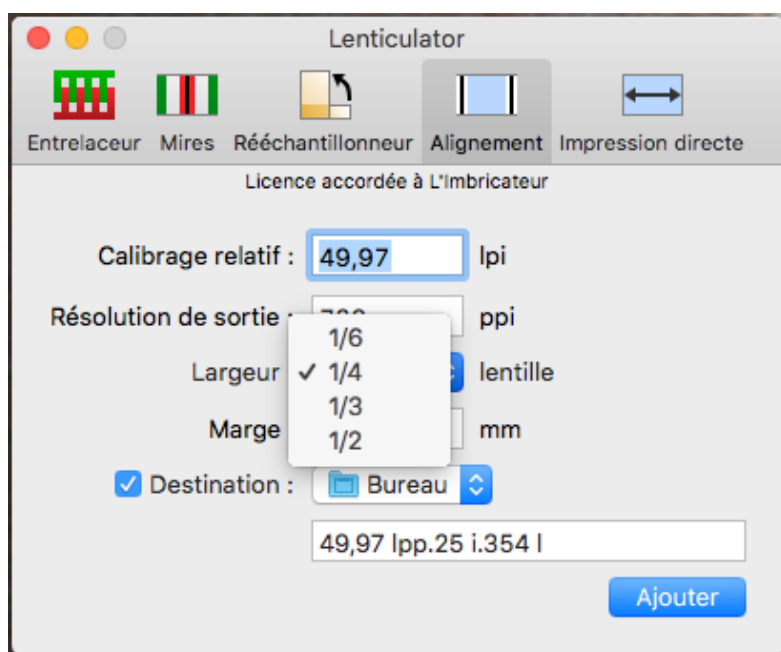 Lenticulator
Entrelaceur Mires Rééchantillonneur Alignement Impression directe
Licence accordée à L'Imbricateur
Calibrage relatif : 49,97 lpi
Résolution de sortie : ppi
1/6
Largeur ✓ 1/4 lentille
1/3
Marge mm
1/2
Destination : Bureau
49,97 lpp.25 i.354 l
Ajouter